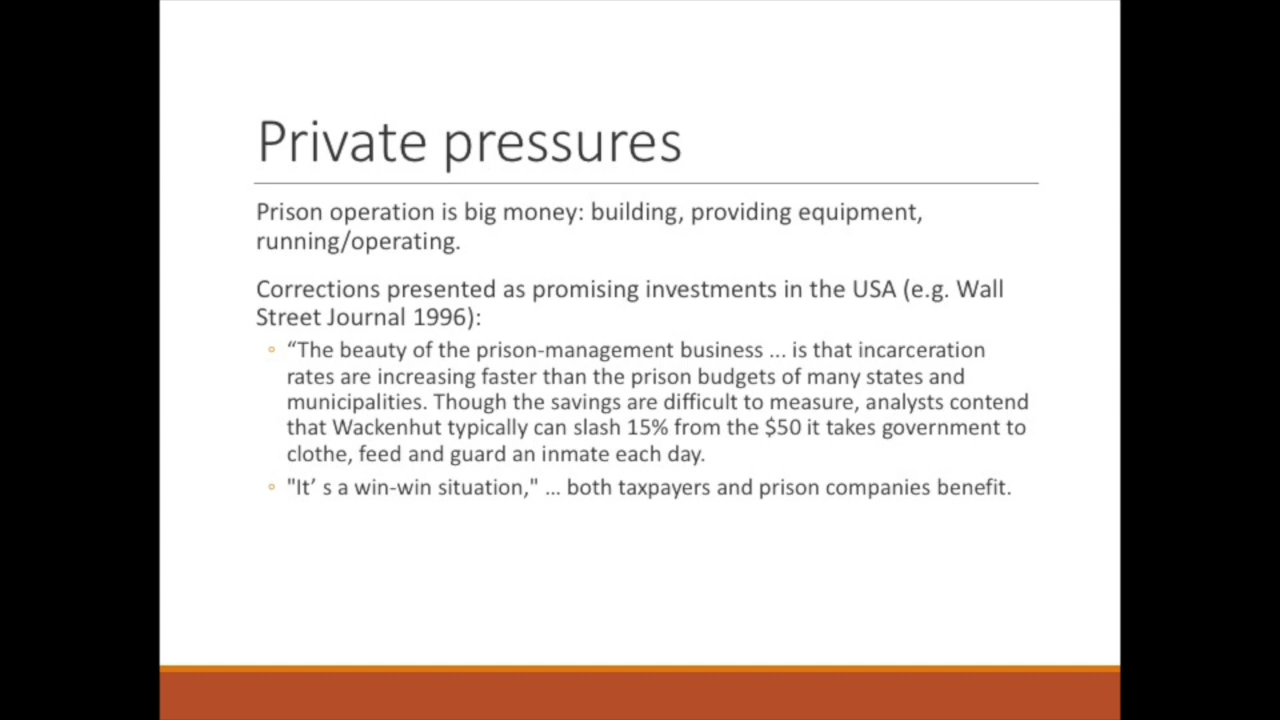 Private pressures
Prison operation is big money: building, providing equipment,
running/operating.
Corrections presented as promising investments in the USA (e.g. Wall
Street Journal 1996):
◦ “The beauty of the prison-management business ... is that incarceration
rates are increasing faster than the prison budgets of many states and
municipalities. Though the savings are difficult to measure, analysts contend
that Wackenhut typically can slash 15% from the $50 it takes government to
clothe, feed and guard an inmate each day.
◦ "It’ s a win-win situation," … both taxpayers and prison companies benefit.